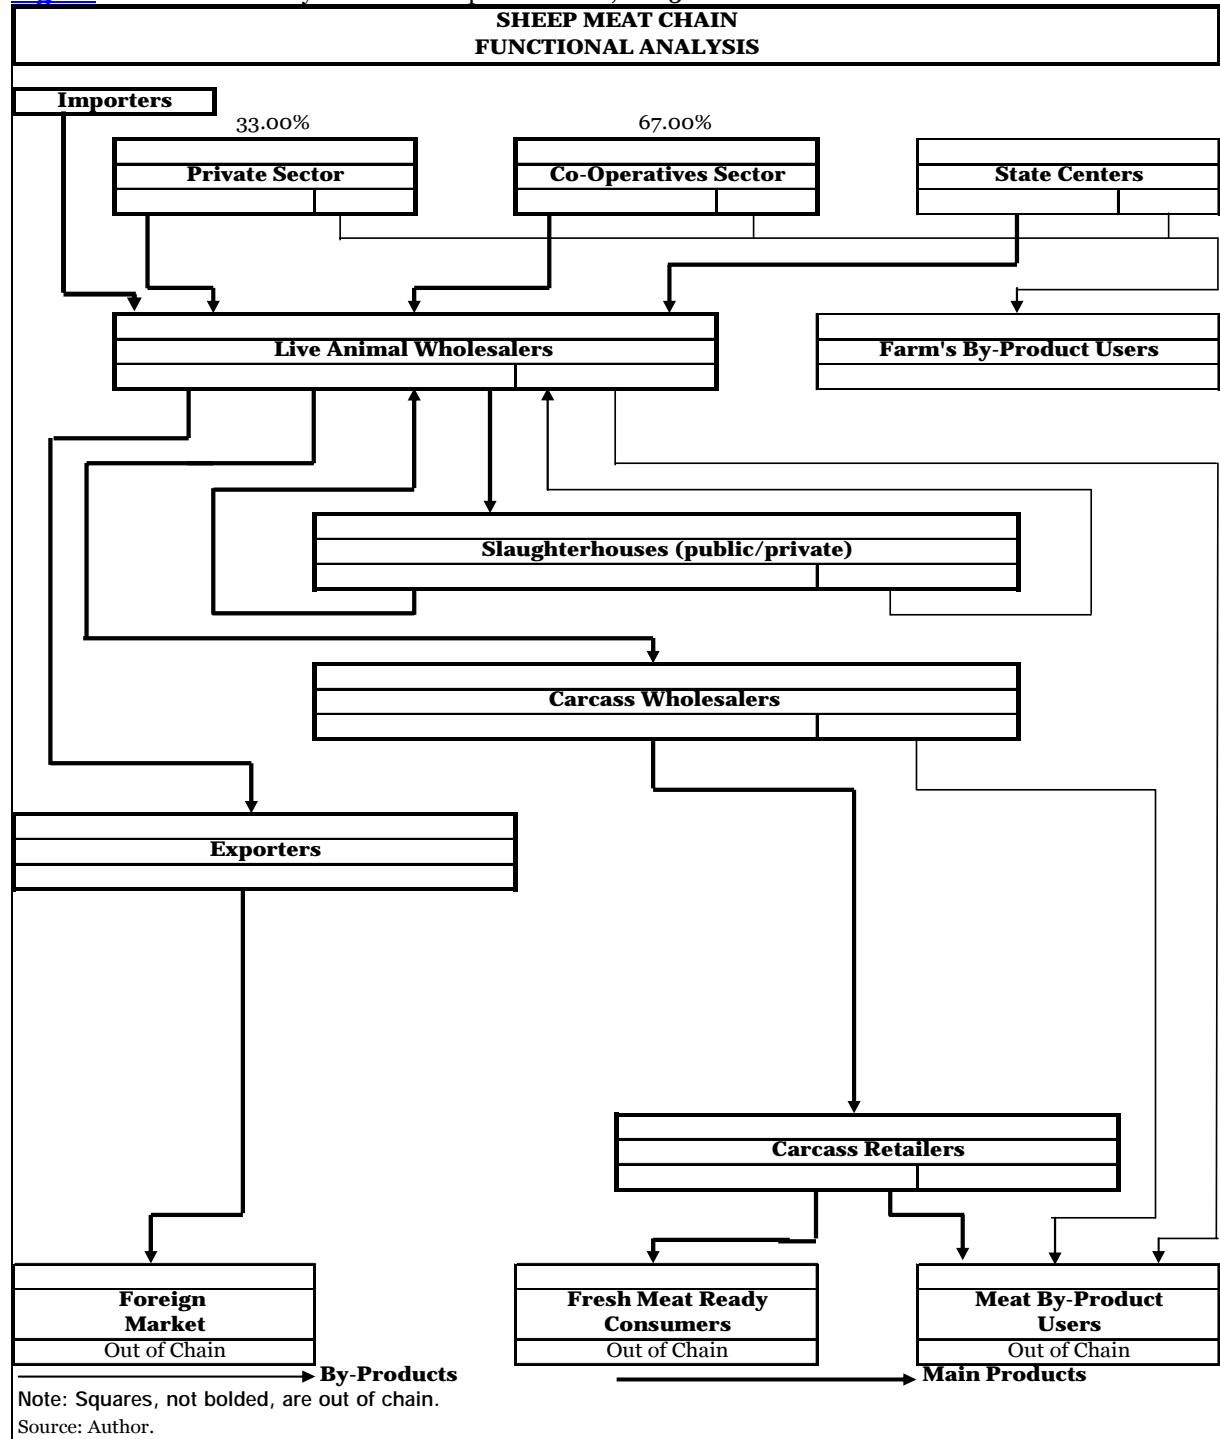 SHEEP MEAT CHAIN
FUNCTIONAL ANALYSIS
Importers
33.00%
67.00%
Private Sector
Co-Operatives Sector
State Centers
Live Animal Wholesalers
Farm's By-Product Users
Slaughterhouses (public/private)
Carcass Wholesalers
Exporters
Carcass Retailers
Foreign
Market
Out of Chain
Fresh Meat Ready
Consumers
Out of Chain
Meat By-Product
Users
Out of Chain
By-Products
Main Products
Note: Squares, not bolded, are out of chain.
Source: Author.